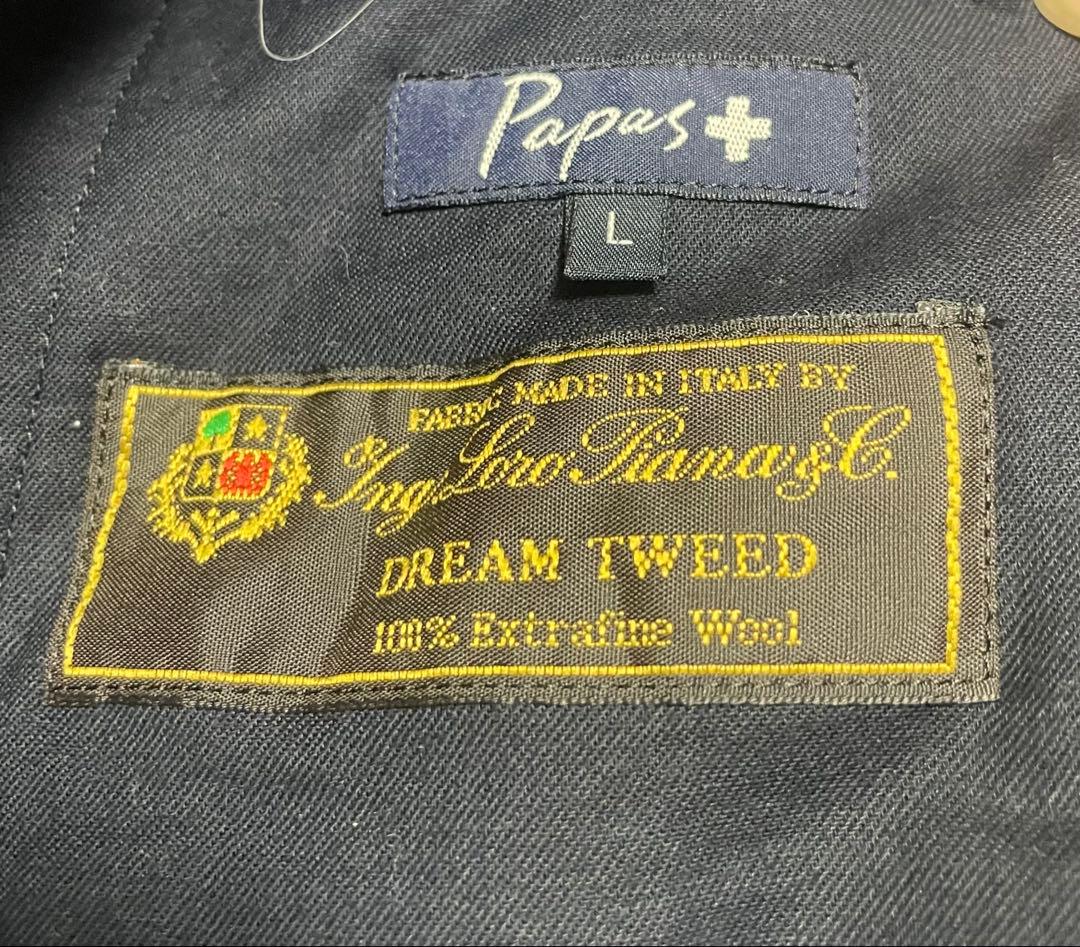 Papas+
L
FABRIC MADE IN ITALY BY
Ing. Loro Piana & C.
DREAM TWEED
100% Extrafine Wool